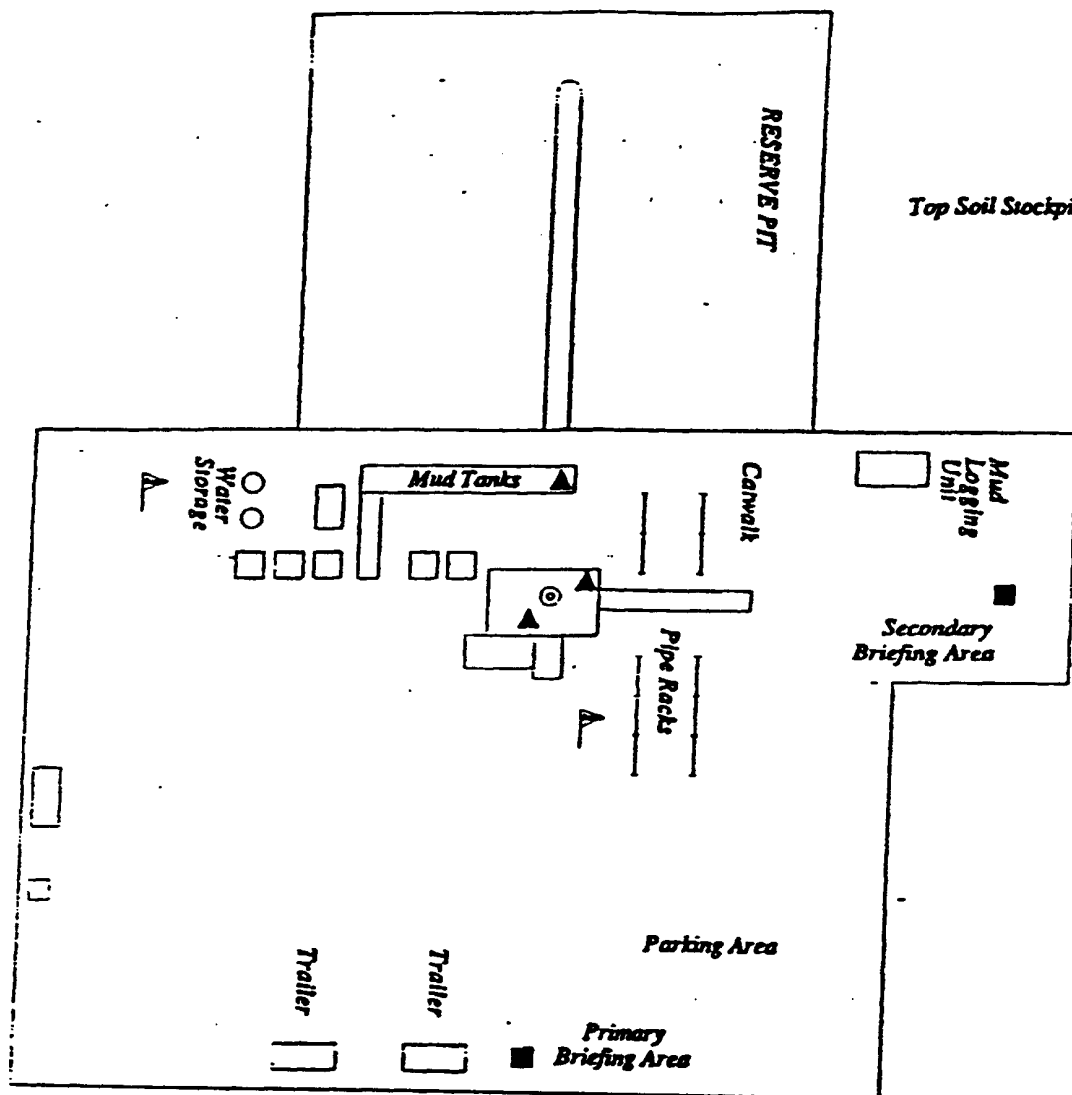 RESERVE PIT
Top Soil Stockpi
Water
Storage
Mud Tanks
Catwalk
Mud
Logging
Unit
Secondary
Briefing Area
Pipe Racks
Parking Area
Trailer
Trailer
Primary
Briefing Area